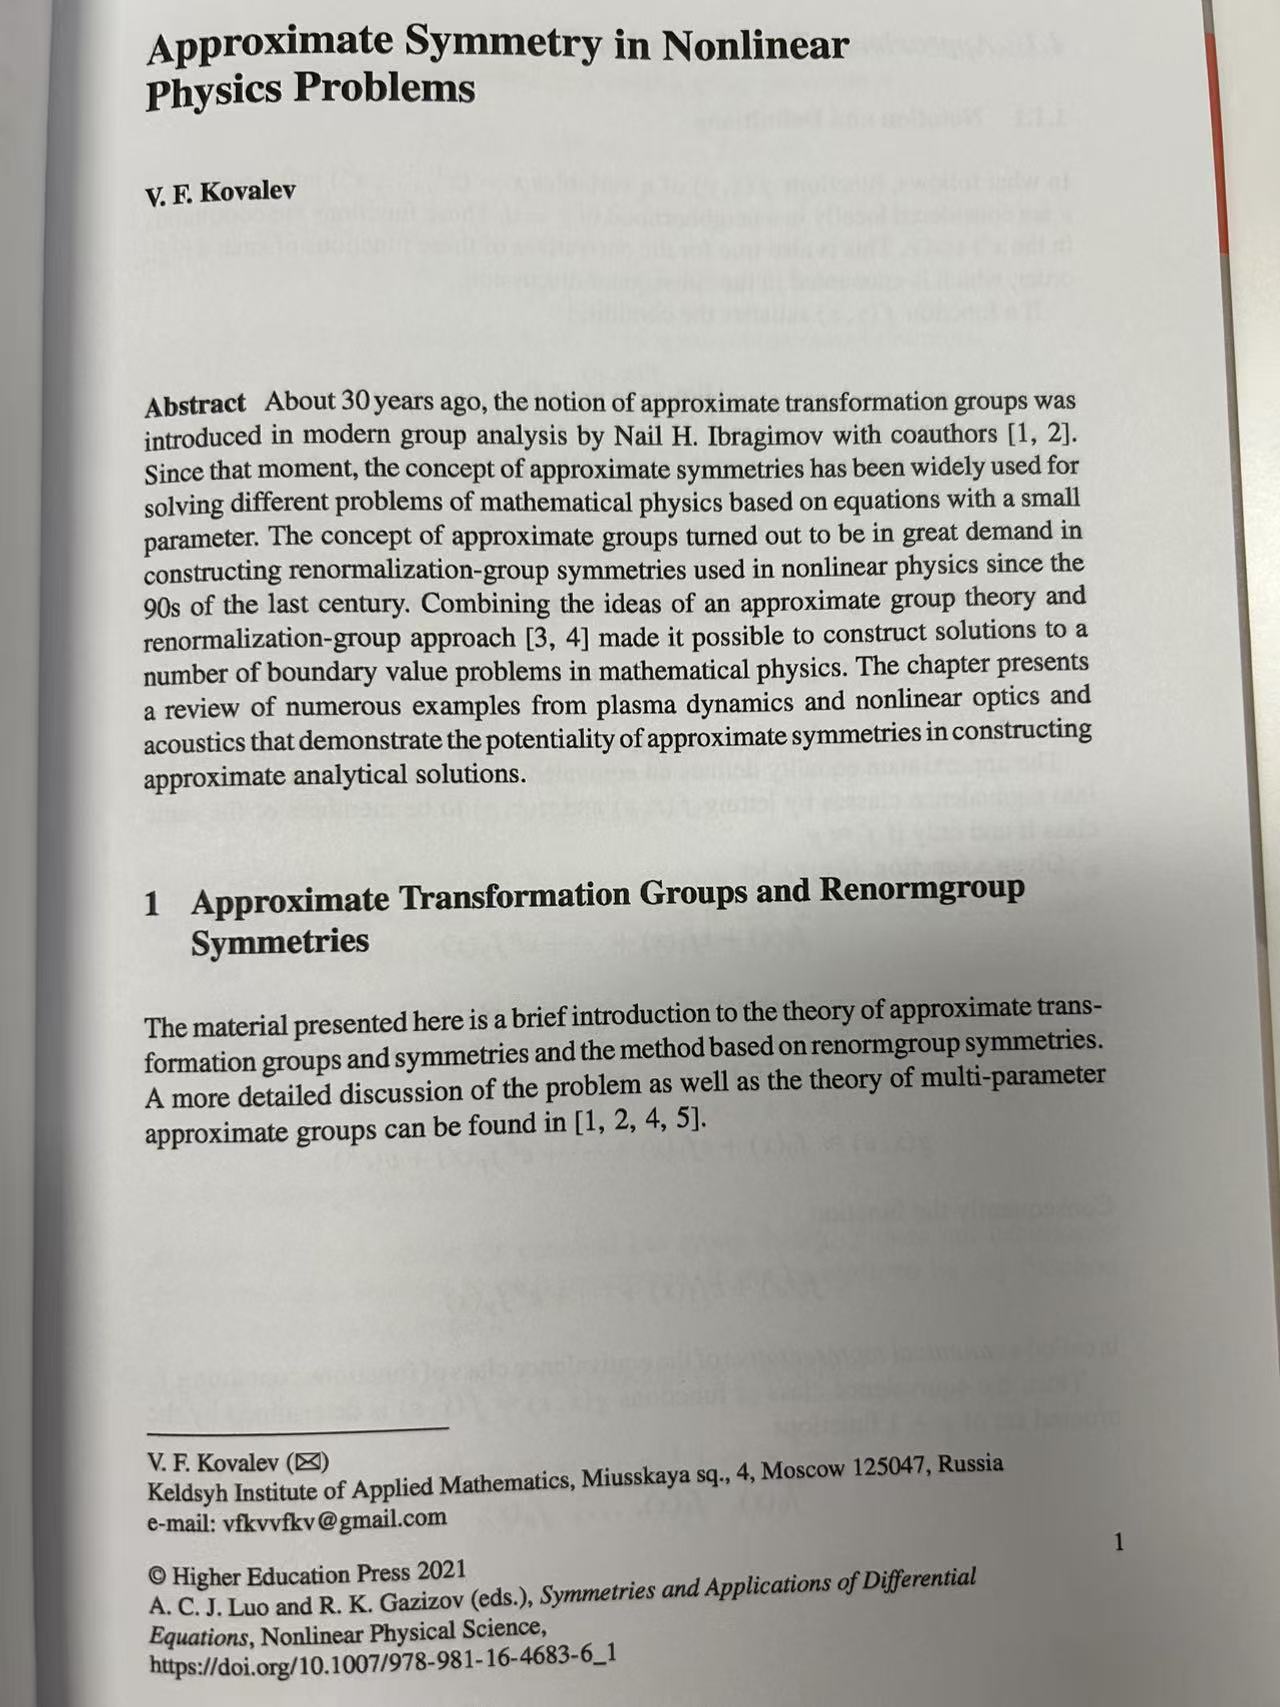 Approximate Symmetry in Nonlinear
Physics Problems
V. F. Kovalev
Abstract About 30 years ago, the notion of approximate transformation groups was
introduced in modern group analysis by Nail H. Ibragimov with coauthors [1, 2].
Since that moment, the concept of approximate symmetries has been widely used for
solving different problems of mathematical physics based on equations with a small
parameter. The concept of approximate groups turned out to be in great demand in
constructing renormalization-group symmetries used in nonlinear physics since the
90s of the last century. Combining the ideas of an approximate group theory and
renormalization-group approach [3, 4] made it possible to construct solutions to a
number of boundary value problems in mathematical physics. The chapter presents
a review of numerous examples from plasma dynamics and nonlinear optics and
acoustics that demonstrate the potentiality of approximate symmetries in constructing
approximate analytical solutions.
1 Approximate Transformation Groups and Renormgroup
Symmetries
The material presented here is a brief introduction to the theory of approximate trans-
formation groups and symmetries and the method based on renormgroup symmetries.
A more detailed discussion of the problem as well as the theory of multi-parameter
approximate groups can be found in [1, 2, 4, 5].
V. F. Kovalev (✉)
Keldsyh Institute of Applied Mathematics, Miusskaya sq., 4, Moscow 125047, Russia
e-mail: vfkvvfkv@gmail.com
1
© Higher Education Press 2021
A. C. J. Luo and R. K. Gazizov (eds.), Symmetries and Applications of Differential
Equations, Nonlinear Physical Science,
https://doi.org/10.1007/978-981-16-4683-6_1